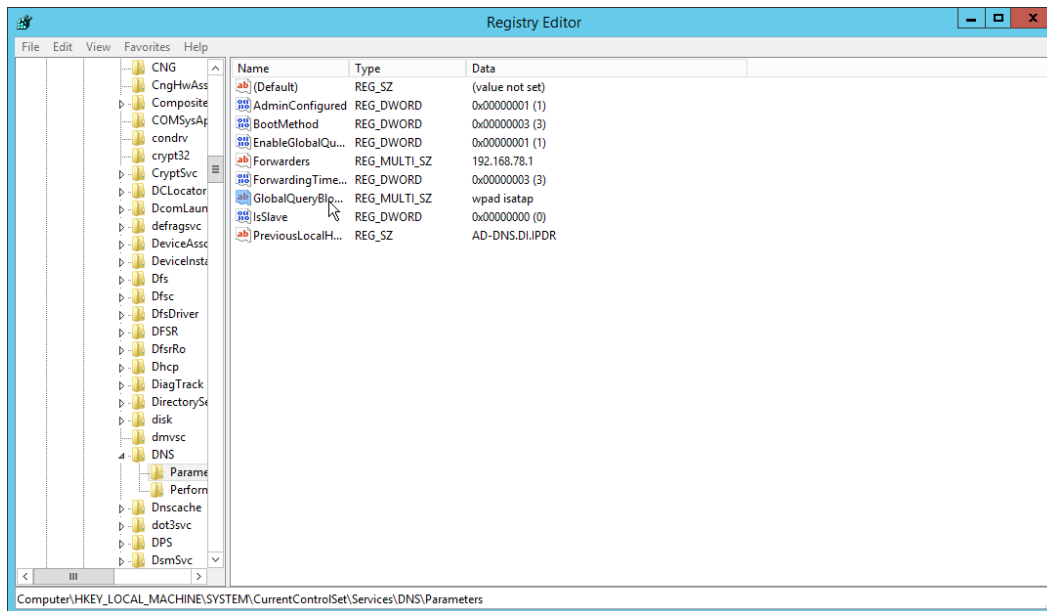 Registry Editor
File Edit View Favorites Help
CNG
CngHwAss
Composite
COMSysAp
condrv
crypt32
CryptSvc
DCLocator
DcomLaun
defragsvc
DeviceAsso
DeviceInsta
Dfs
Dfsc
DfsDriver
DFSR
DfsrRo
Dhcp
DiagTrack
DirectorySe
disk
dmvsc
DNS
Parame
Perforn
Dnscache
dot3svc
DPS
DsmSvc
Name Type Data
(Default) REG_SZ (value not set)
AdminConfigured REG_DWORD 0x00000001 (1)
BootMethod REG_DWORD 0x00000003 (3)
EnableGlobalQu... REG_DWORD 0x00000001 (1)
Forwarders REG_MULTI_SZ 192.168.78.1
ForwardingTime... REG_DWORD 0x00000003 (3)
GlobalQueryBlo... REG_MULTI_SZ wpad isatap
IsSlave REG_DWORD 0x00000000 (0)
PreviousLocalH... REG_SZ AD-DNS.DI.IPDR
Computer\HKEY_LOCAL_MACHINE\SYSTEM\CurrentControlSet\Services\DNS\Parameters